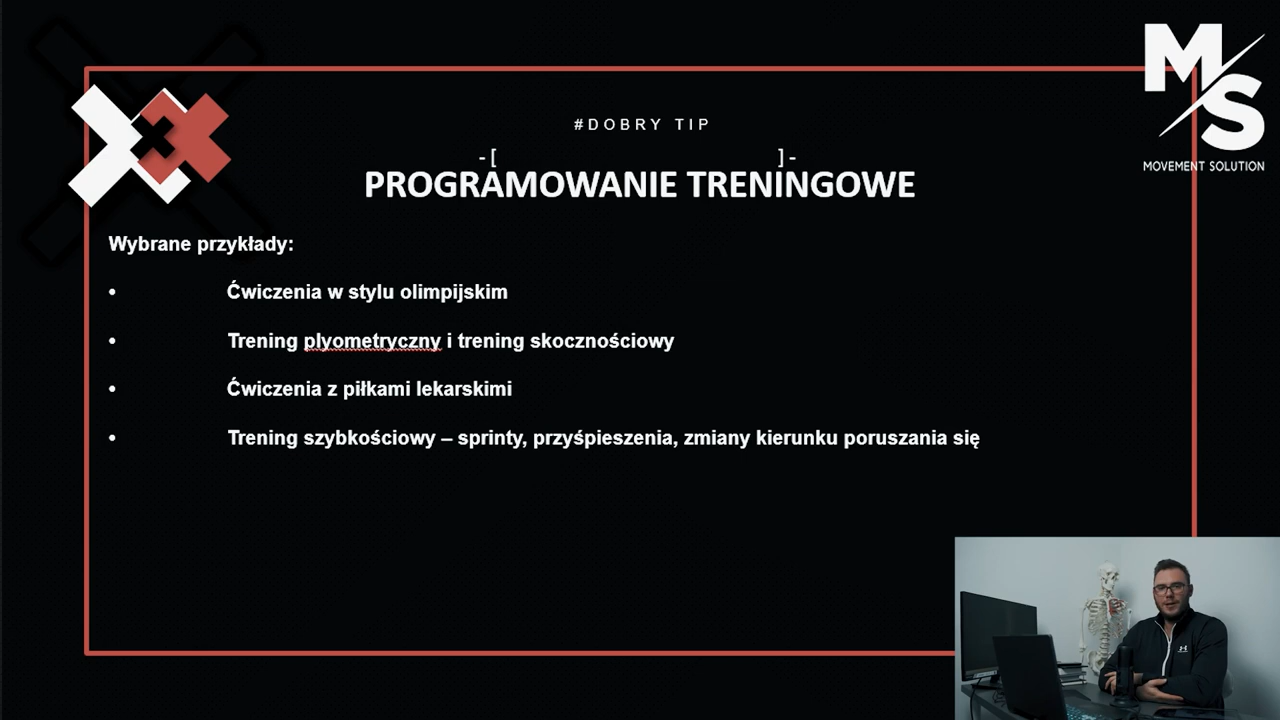 #DOBRY TIP
-[ ]-
PROGRAMOWANIE TRENINGOWE
Wybrane przykłady:
• Ćwiczenia w stylu olimpijskim
• Trening plyometryczny i trening skocznościowy
• Ćwiczenia z piłkami lekarskimi
• Trening szybkościowy – sprinty, przyśpieszenia, zmiany kierunku poruszania się
M/S
MOVEMENT SOLUTION